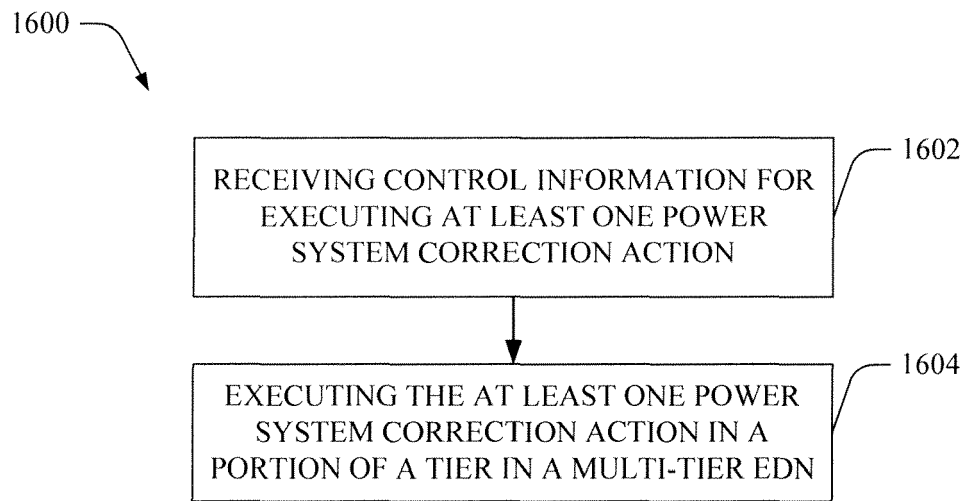 1600
1602
RECEIVING CONTROL INFORMATION FOR
EXECUTING AT LEAST ONE POWER
SYSTEM CORRECTION ACTION
1604
EXECUTING THE AT LEAST ONE POWER
SYSTEM CORRECTION ACTION IN A
PORTION OF A TIER IN A MULTI-TIER EDN